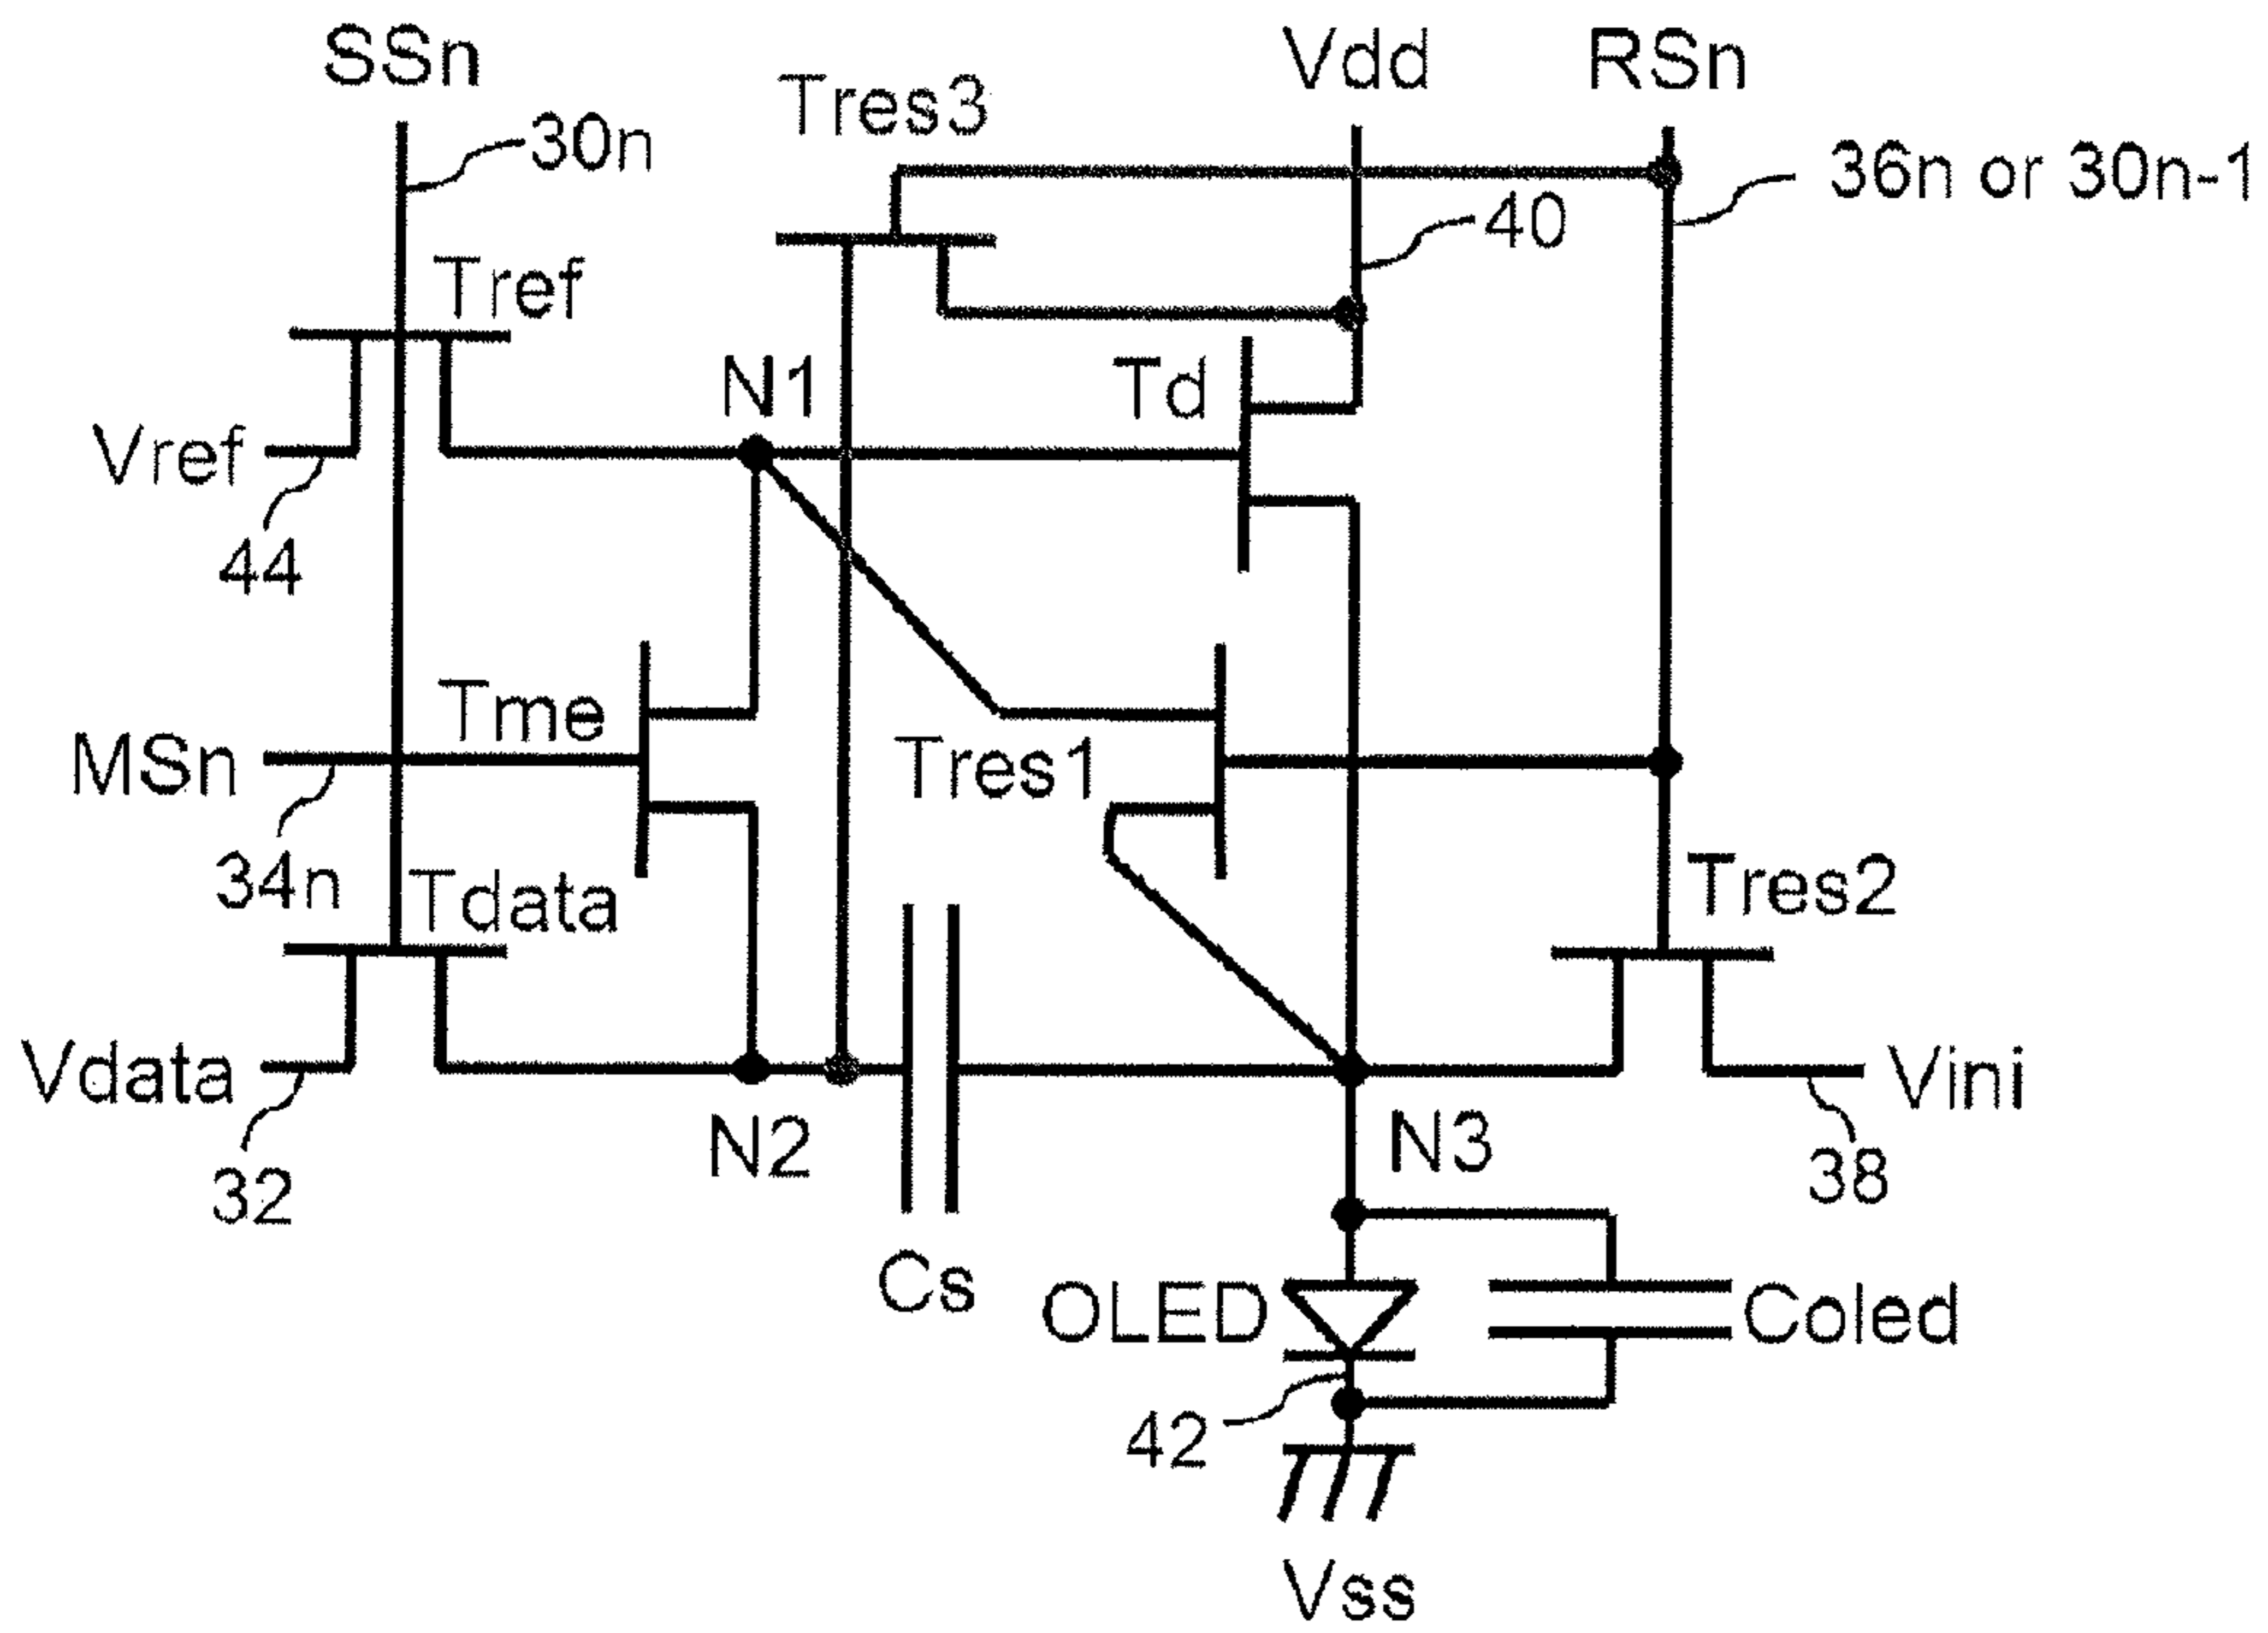 SSn
Vdd
RSn
Tres3
30n
36n or 30n-1
40
Tref
N1
Td
Vref
44
Tme
MSn
Tres1
34n
Tdata
Tres2
Vdata
Vini
N2
N3
32
38
Cs
OLED
Coled
42
Vss